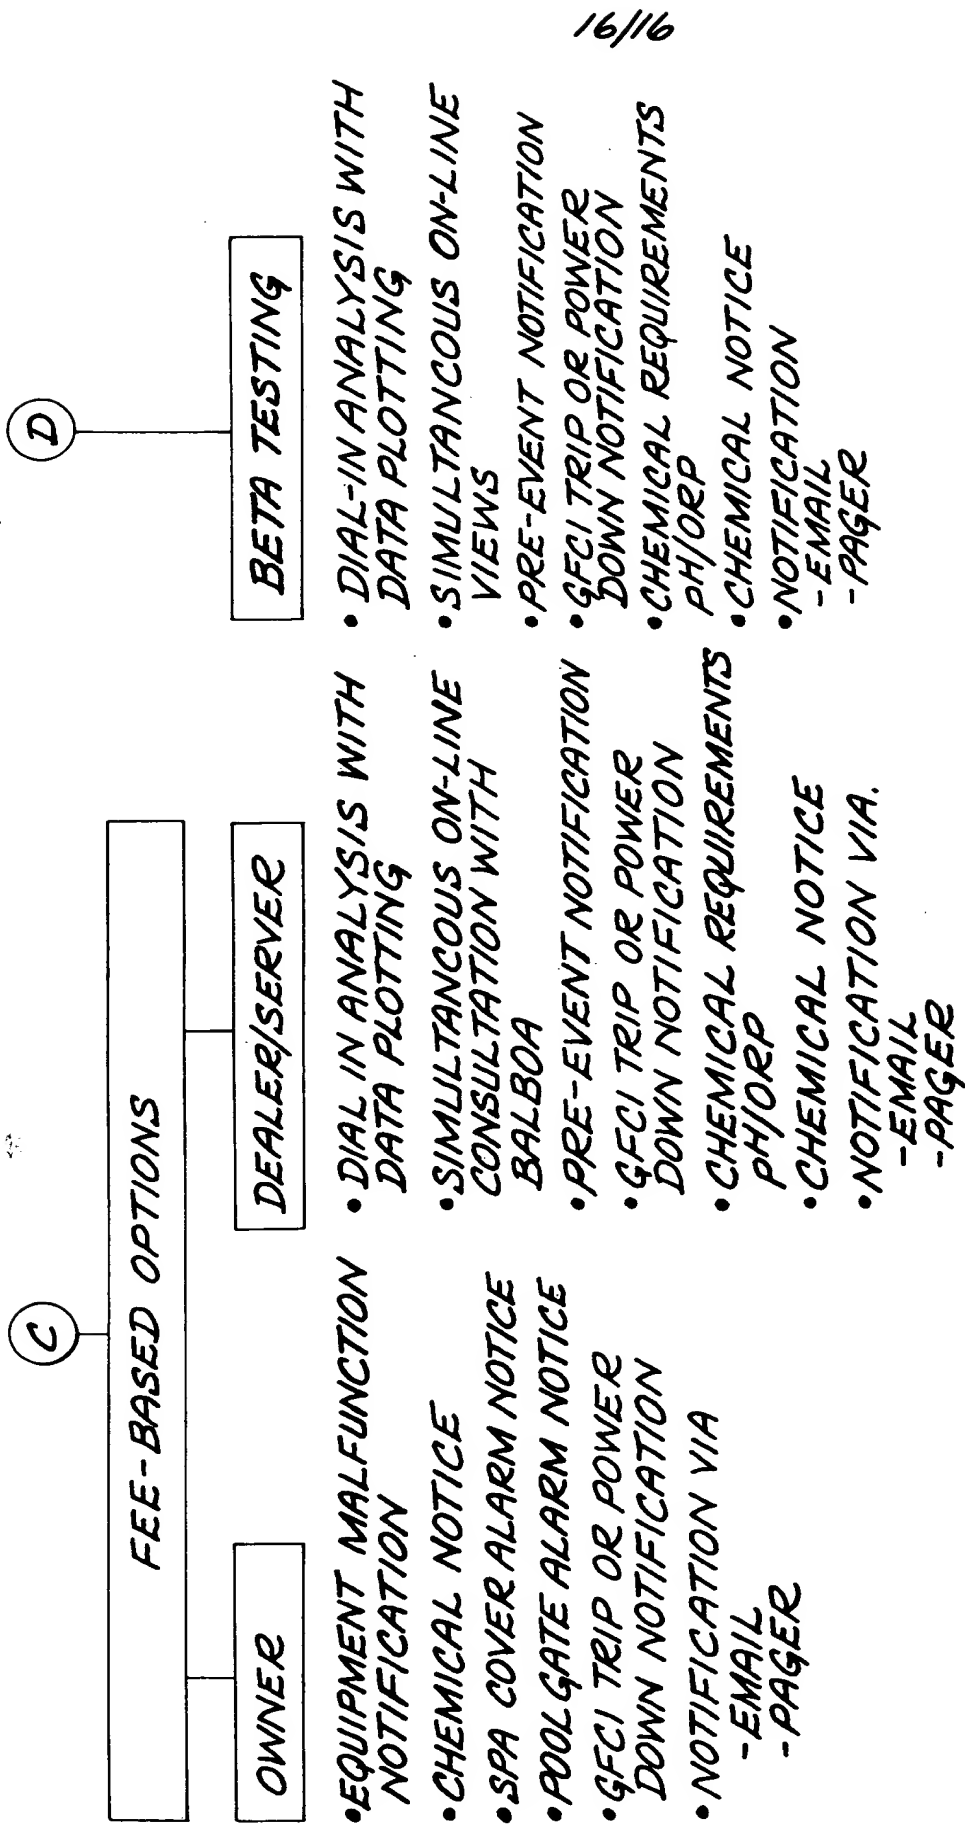 16/16
C
FEE-BASED OPTIONS
OWNER
•EQUIPMENT MALFUNCTION
NOTIFICATION
•CHEMICAL NOTICE
•SPA COVER ALARM NOTICE
•POOL GATE ALARM NOTICE
•GFCI TRIP OR POWER
DOWN NOTIFICATION
•NOTIFICATION VIA
-EMAIL
-PAGER
DEALER/SERVER
•DIAL IN ANALYSIS WITH
DATA PLOTTING
•SIMULTANCOUS ON-LINE
CONSULTATION WITH
BALBOA
•PRE-EVENT NOTIFICATION
•GFCI TRIP OR POWER
DOWN NOTIFICATION
•CHEMICAL REQUIREMENTS
PH/ORP
•CHEMICAL NOTICE
•NOTIFICATION VIA.
-EMAIL
-PAGER
D
BETA TESTING
•DIAL-IN ANALYSIS WITH
DATA PLOTTING
•SIMULTANCOUS ON-LINE
VIEWS
•PRE-EVENT NOTIFICATION
•GFCI TRIP OR POWER
DOWN NOTIFICATION
•CHEMICAL REQUIREMENTS
PH/ORP
•CHEMICAL NOTICE
•NOTIFICATION
-EMAIL
-PAGER